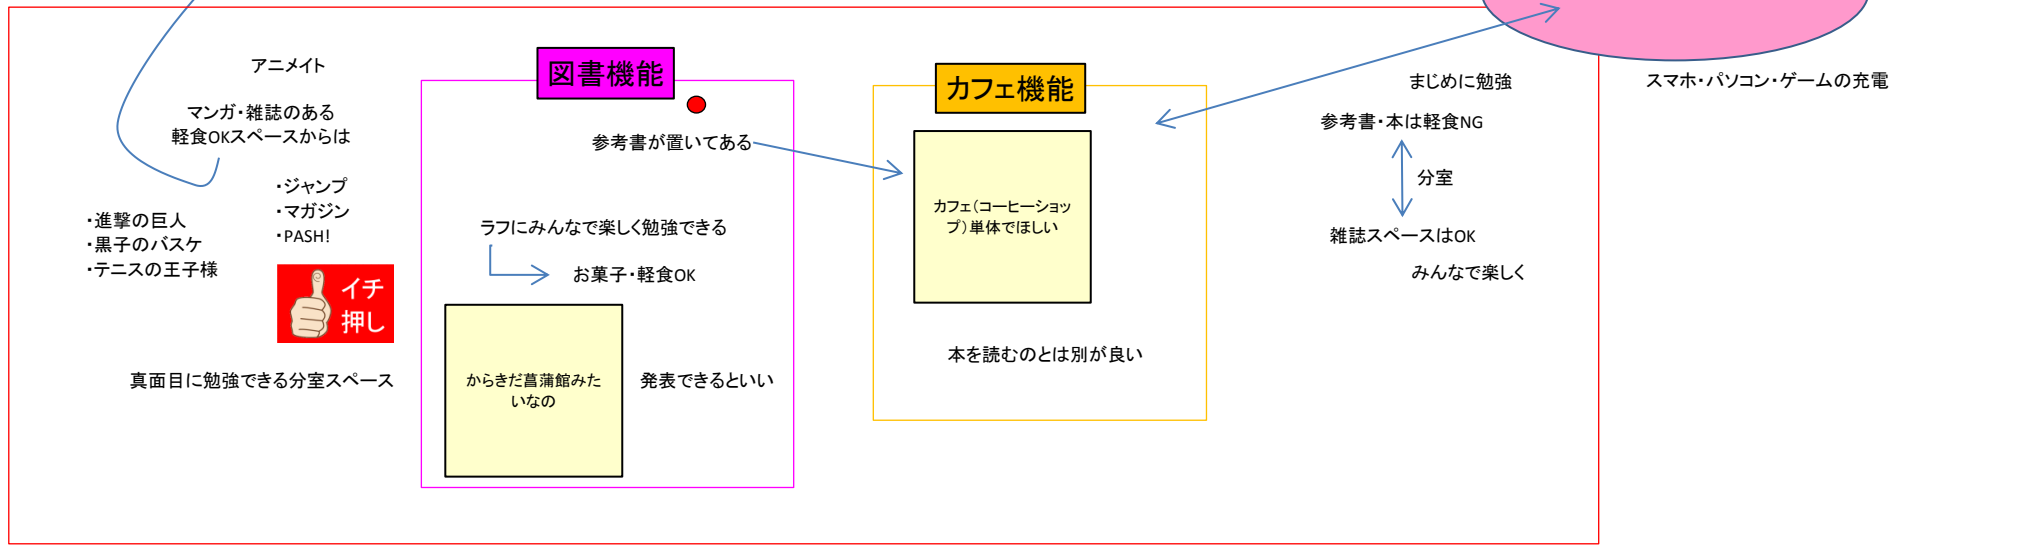 アニメイト
マンガ・雑誌のある
軽食OKスペースからは
・ジャンプ
・マガジン
・PASH!
・進撃の巨人
・黒子のバスケ
・テニスの王子様
イチ
押し
真面目に勉強できる分室スペース
図書機能
参考書が置いてある
ラフにみんなで楽しく勉強できる
お菓子・軽食OK
からきだ菖蒲館みた
いなの
発表できるといい
カフェ機能
カフェ(コーヒーショッ
プ)単体でほしい
本を読むのとは別が良い
まじめに勉強
参考書・本は軽食NG
分室
雑誌スペースはOK
みんなで楽しく
スマホ・パソコン・ゲームの充電